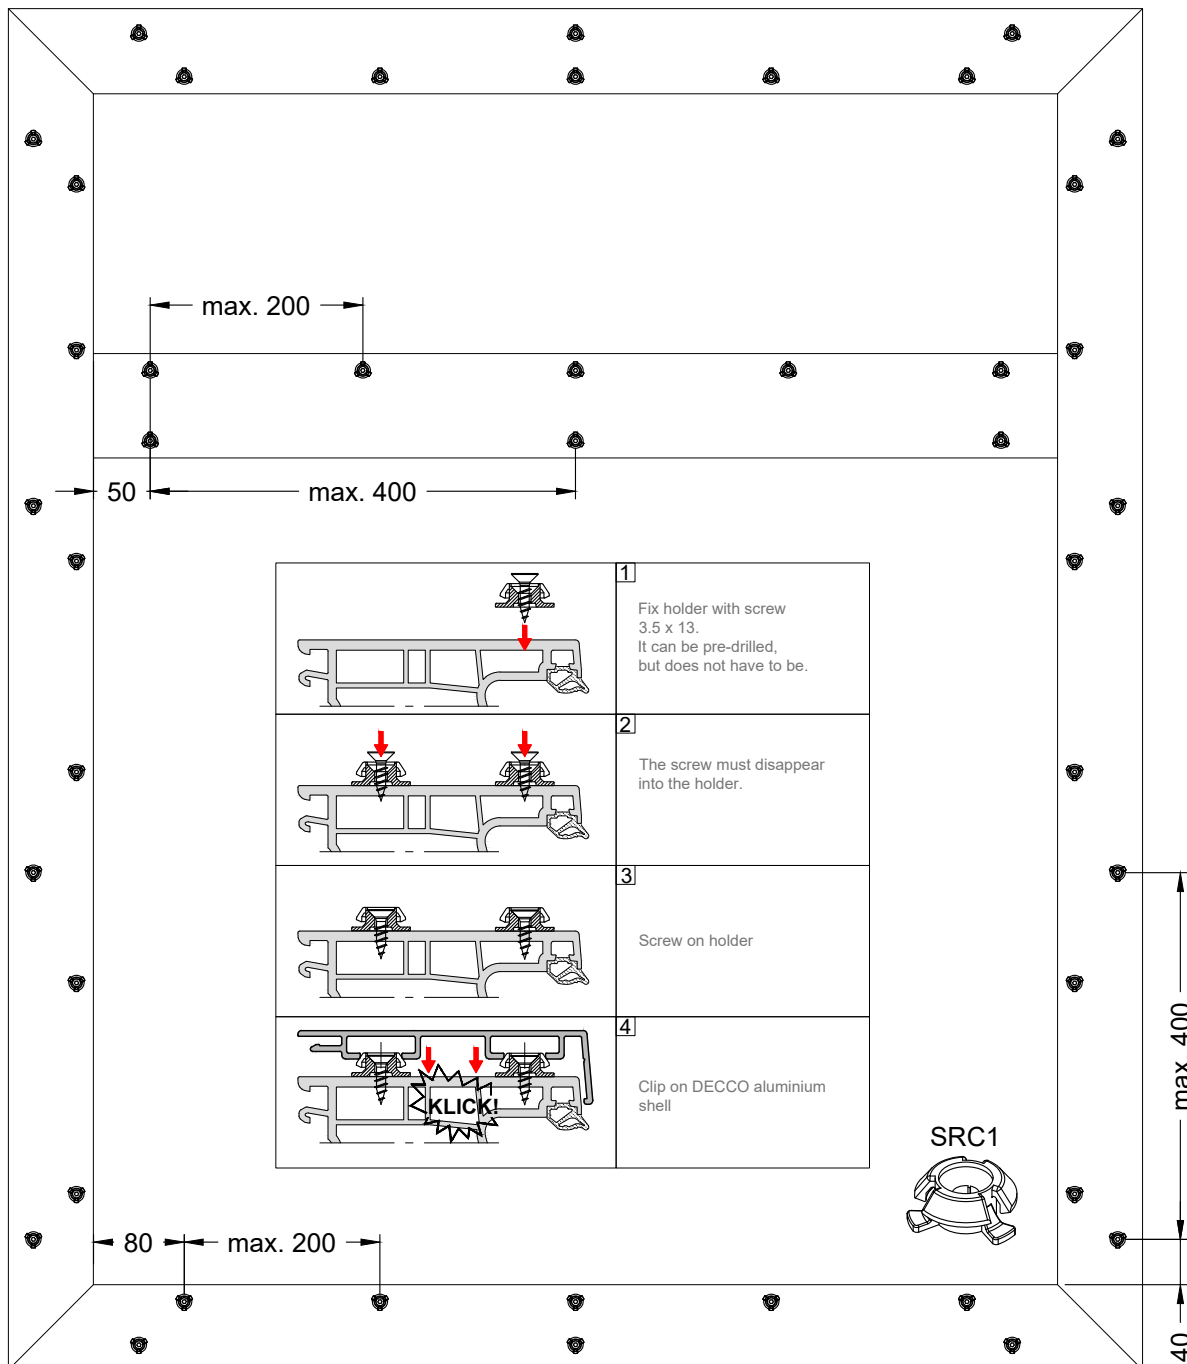 max. 200
50
max. 400
1
Fix holder with screw
3.5 x 13.
It can be pre-drilled,
but does not have to be.
2
The screw must disappear
into the holder.
3
Screw on holder
4
Clip on DECCO aluminium
shell
KLICK!
SRC1
80
max. 200
max. 400
40